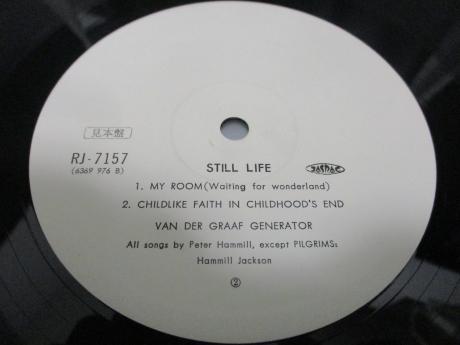 見本盤
RJ-7157
(6369 976 B)
STILL LIFE
JASRAC
1. MY ROOM(Waiting for wonderland)
2. CHILDLIKE FAITH IN CHILDHOOD'S END
VAN DER GRAAF GENERATOR
All songs by Peter Hammill, except PILGRIMS:
Hammill Jackson
②